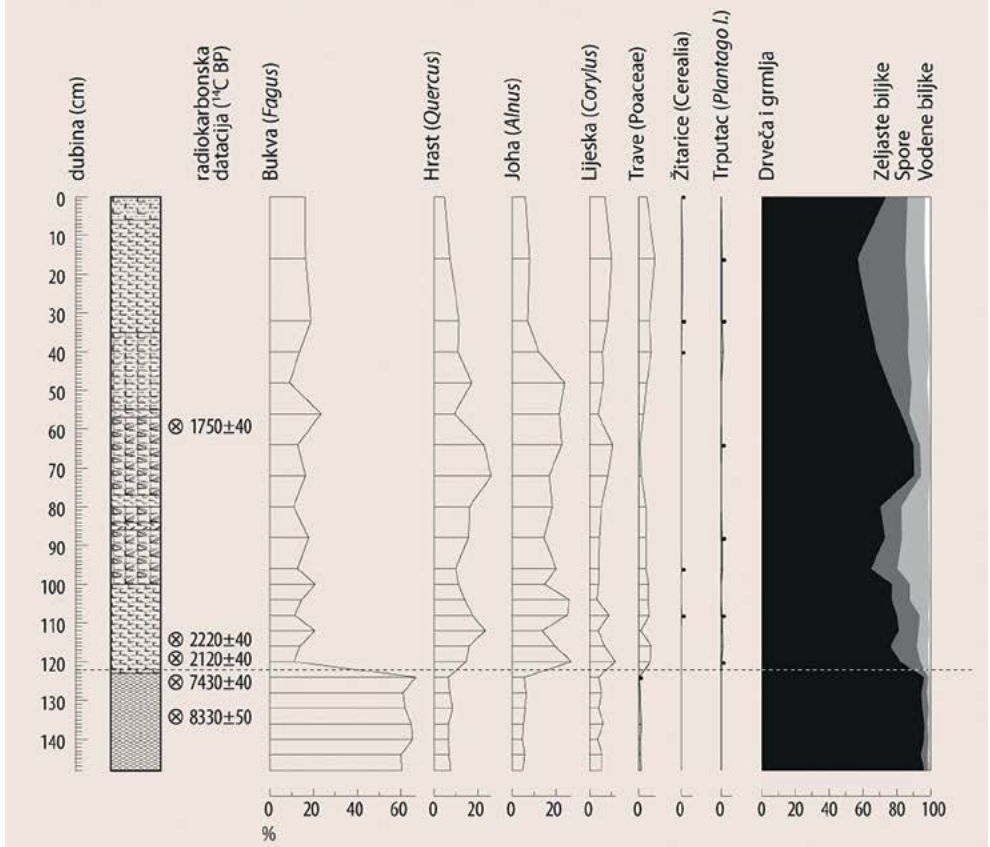 dubina (cm)
radiokarbonska
datacija (¹⁴C BP)
Bukva (Fagus)
Hrast (Quercus)
Joha (Alnus)
Lijeska (Corylus)
Trave (Poaceae)
Žitarice (Cerealia)
Trputac (Plantago l.)
Drveća i grmlja
Zeljaste biljke
Spore
Vodene biljke
0
10
20
30
40
50
60
70
80
90
100
110
120
130
140
1750±40
2220±40
2120±40
7430±40
8330±50
0 20 40 60
%
0 20
0 20
0
0
0
0
0 20 40 60 80 100